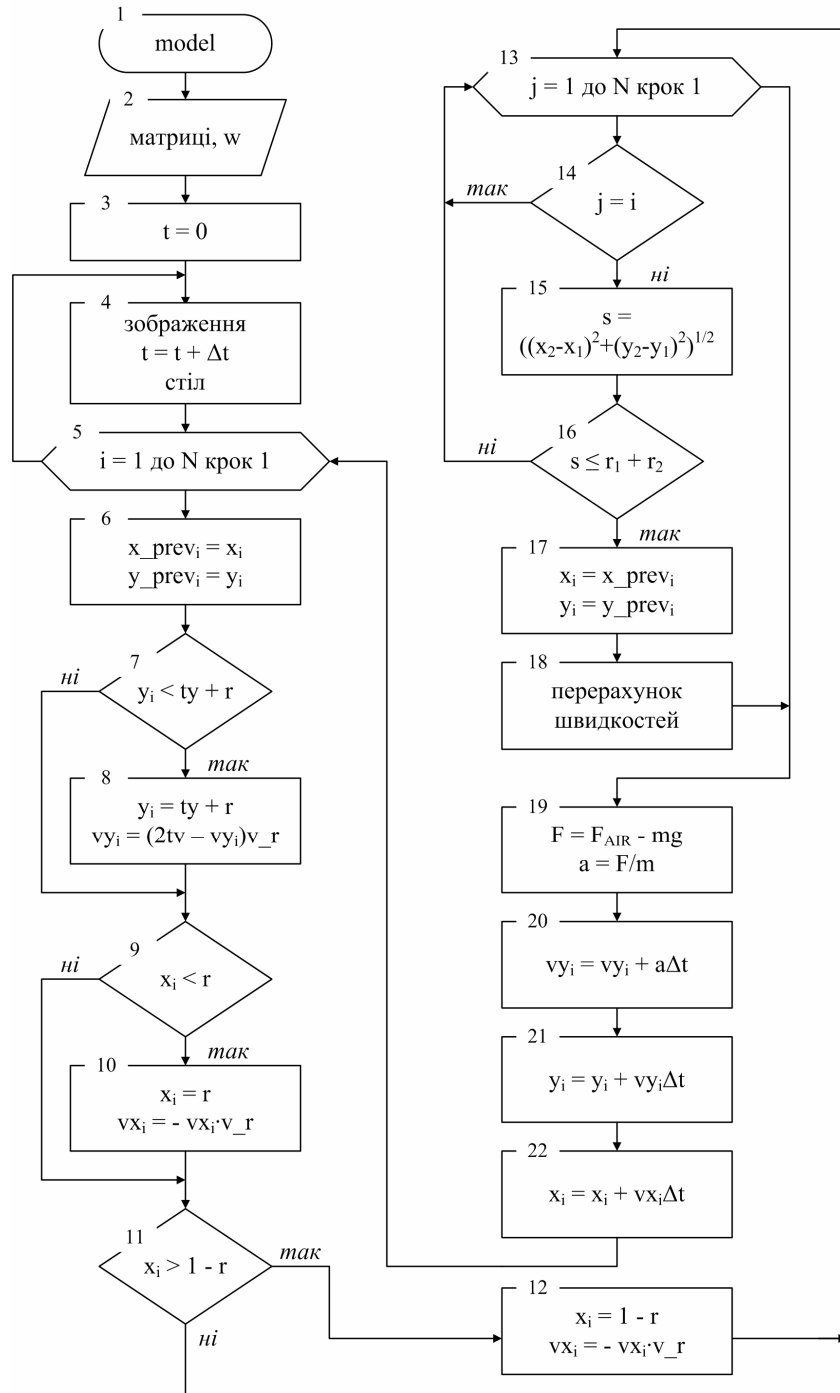 1
model
2
матриці, w
3
t = 0
4
зображення
t = t + Δt
стіл
5
i = 1 до N крок 1
6
x_prevᵢ = xᵢ
y_prevᵢ = yᵢ
7
ні
yᵢ < ty + r
так
8
yᵢ = ty + r
vyᵢ = (2tv – vyᵢ)v_r
9
ні
xᵢ < r
так
10
xᵢ = r
vxᵢ = - vxᵢ·v_r
11
xᵢ > 1 - r
так
ні
12
xᵢ = 1 - r
vxᵢ = - vxᵢ·v_r
13
j = 1 до N крок 1
14
так
j = i
ні
15
s =
((x₂-x₁)²+(y₂-y₁)²)^1/2
16
ні
s ≤ r₁ + r₂
так
17
xᵢ = x_prevᵢ
yᵢ = y_prevᵢ
18
перерахунок
швидкостей
19
F = F_AIR - mg
a = F/m
20
vyᵢ = vyᵢ + aΔt
21
yᵢ = yᵢ + vyᵢΔt
22
xᵢ = xᵢ + vxᵢΔt